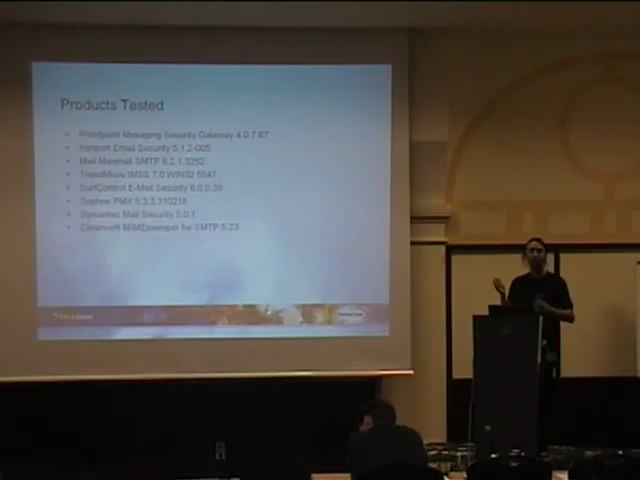 Products Tested
• Proofpoint Messaging Security Gateway 4.0.7.67
• Ironport Email Security 5.1.2-005
• Mail Marshall SMTP 6.2.1.3252
• TrendMicro IMSS 7.0 WIN32 5547
• SurfControl E-Mail Security 6.0.0.39
• Sophos PMX 5.3.3.310218
• Symantec Mail Security 5.0.1
• Clearswift MIMEsweeper for SMTP 5.23